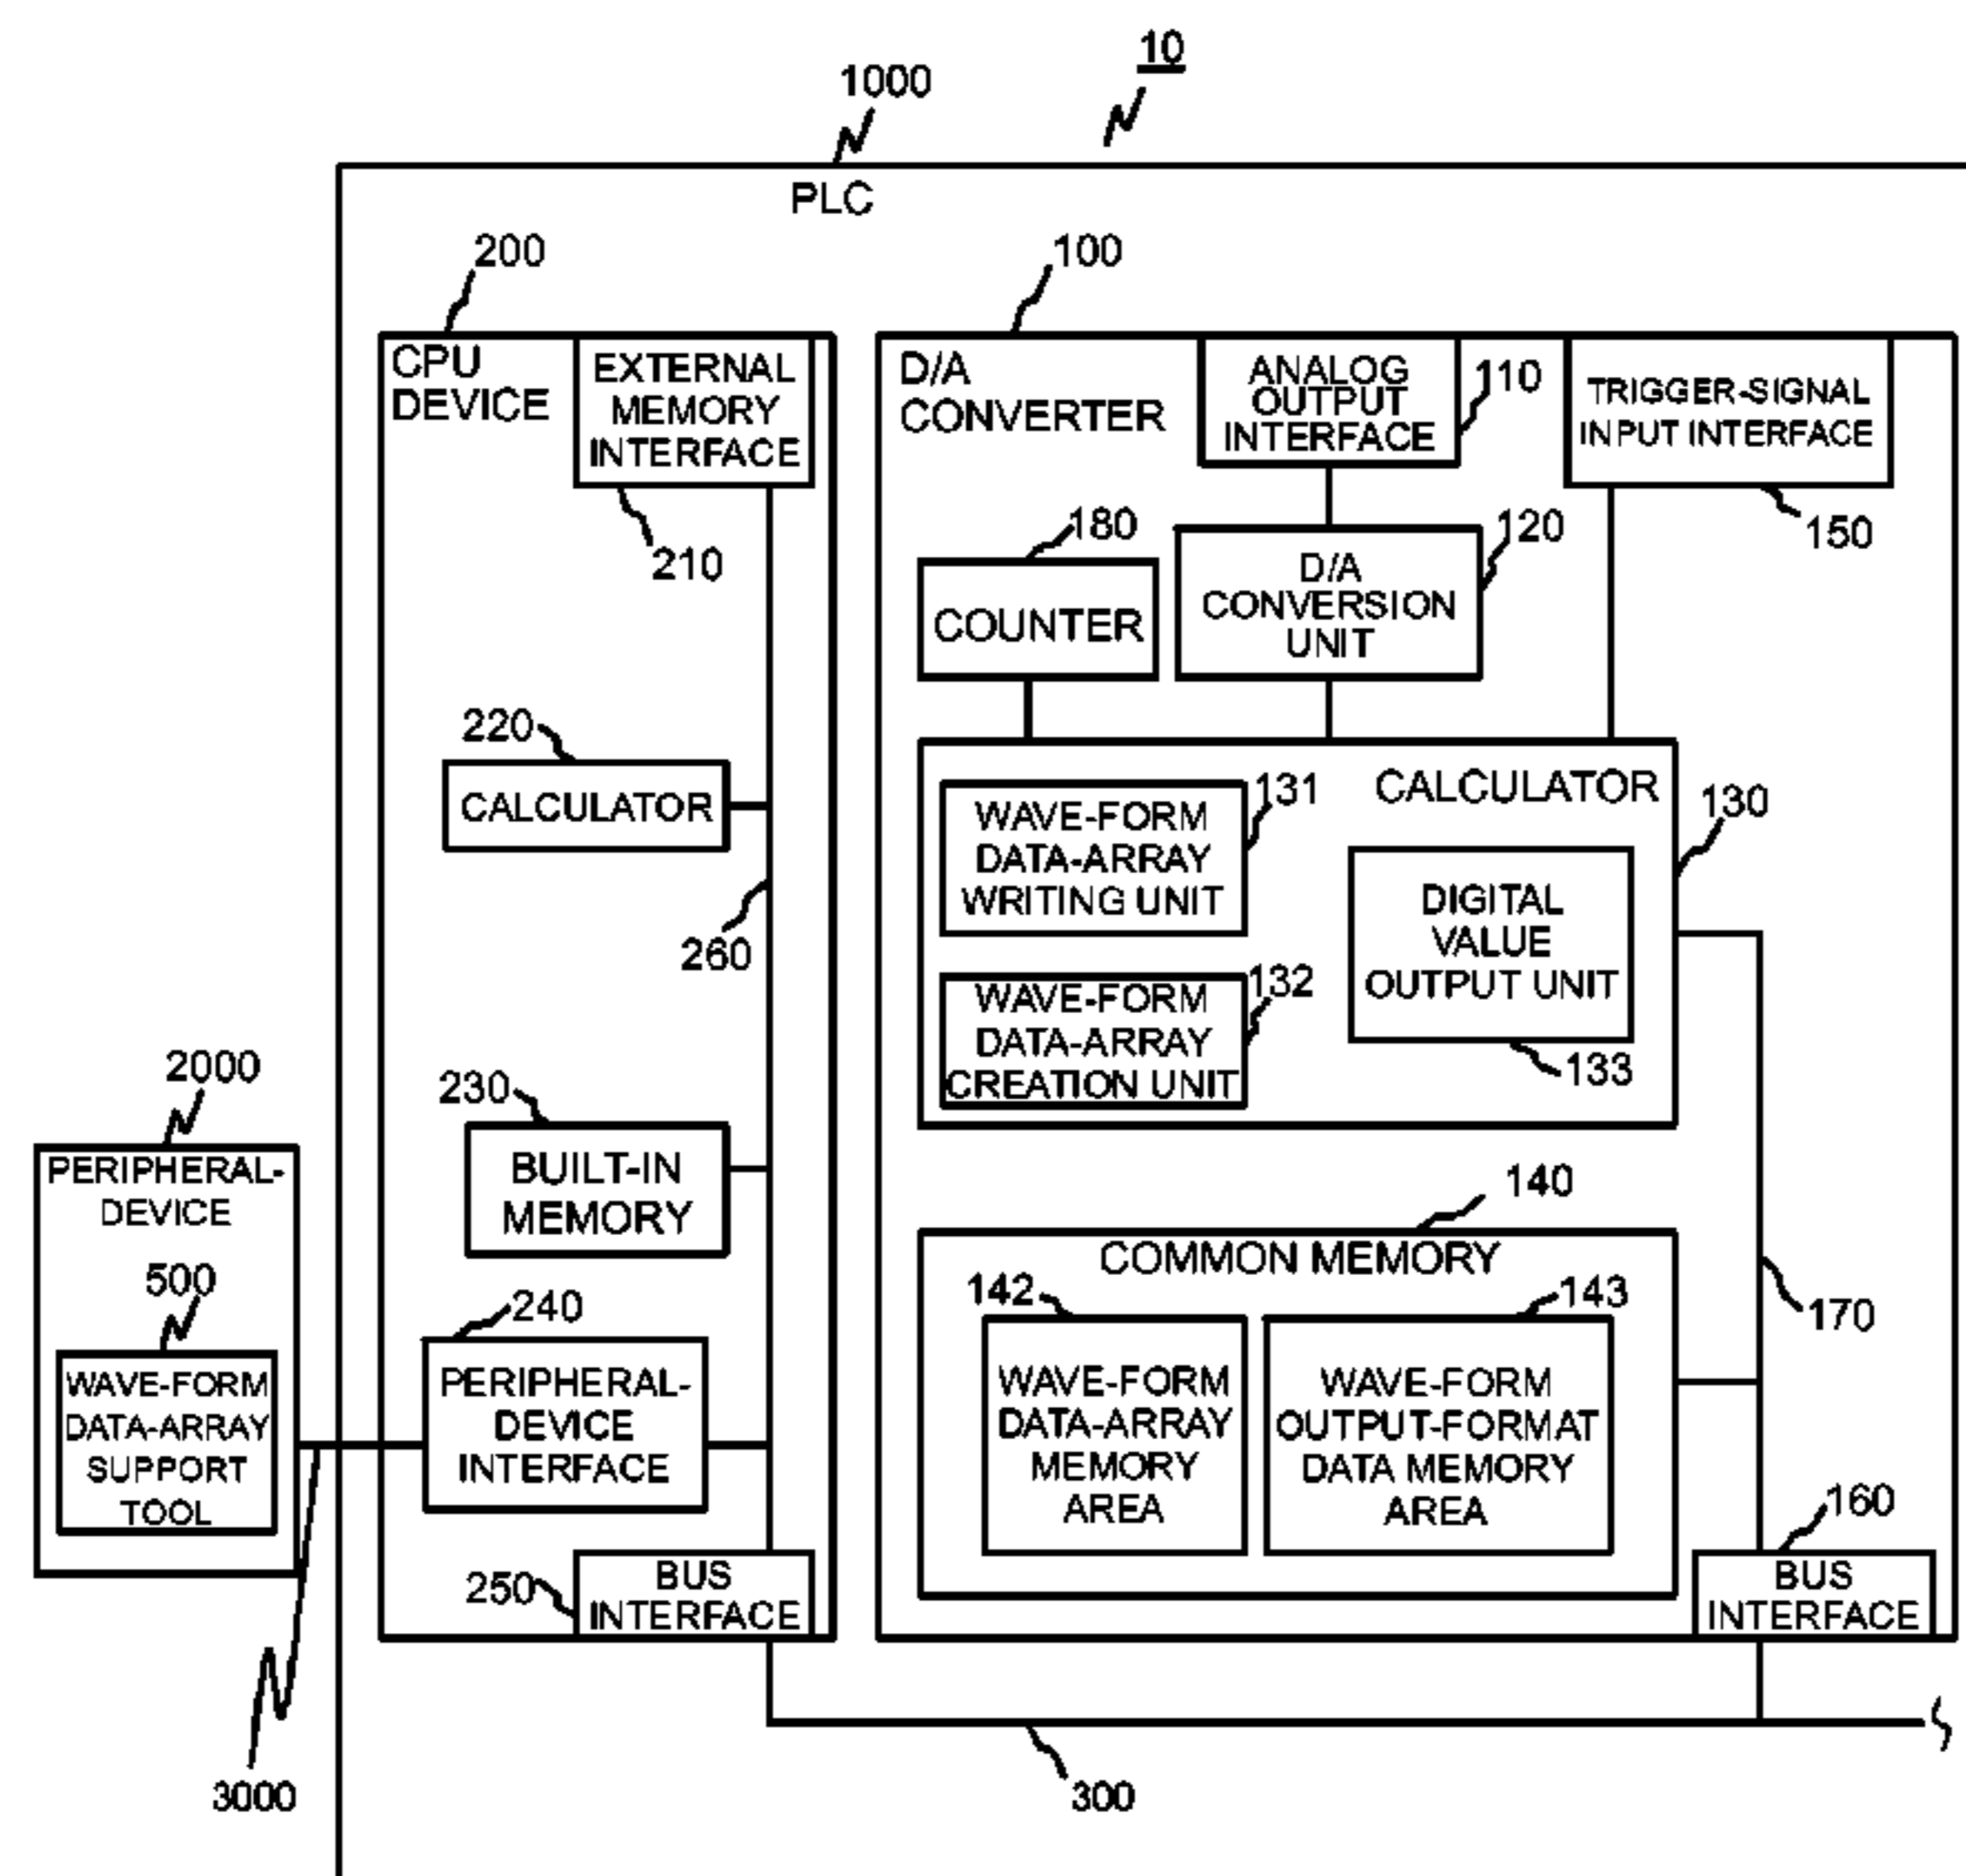 10
1000
PLC
200
100
CPU
DEVICE
EXTERNAL
MEMORY
INTERFACE
210
D/A
CONVERTER
ANALOG
OUTPUT
INTERFACE
110
TRIGGER-SIGNAL
INPUT INTERFACE
150
180
COUNTER
120
D/A
CONVERSION
UNIT
220
CALCULATOR
260
CALCULATOR
130
131
WAVE-FORM
DATA-ARRAY
WRITING UNIT
132
WAVE-FORM
DATA-ARRAY
CREATION UNIT
DIGITAL
VALUE
OUTPUT UNIT
133
2000
PERIPHERAL-
DEVICE
500
WAVE-FORM
DATA-ARRAY
SUPPORT
TOOL
230
BUILT-IN
MEMORY
240
PERIPHERAL-
DEVICE
INTERFACE
250
BUS
INTERFACE
140
COMMON MEMORY
142
WAVE-FORM
DATA-ARRAY
MEMORY
AREA
143
WAVE-FORM
OUTPUT-FORMAT
DATA MEMORY
AREA
170
160
BUS
INTERFACE
3000
300